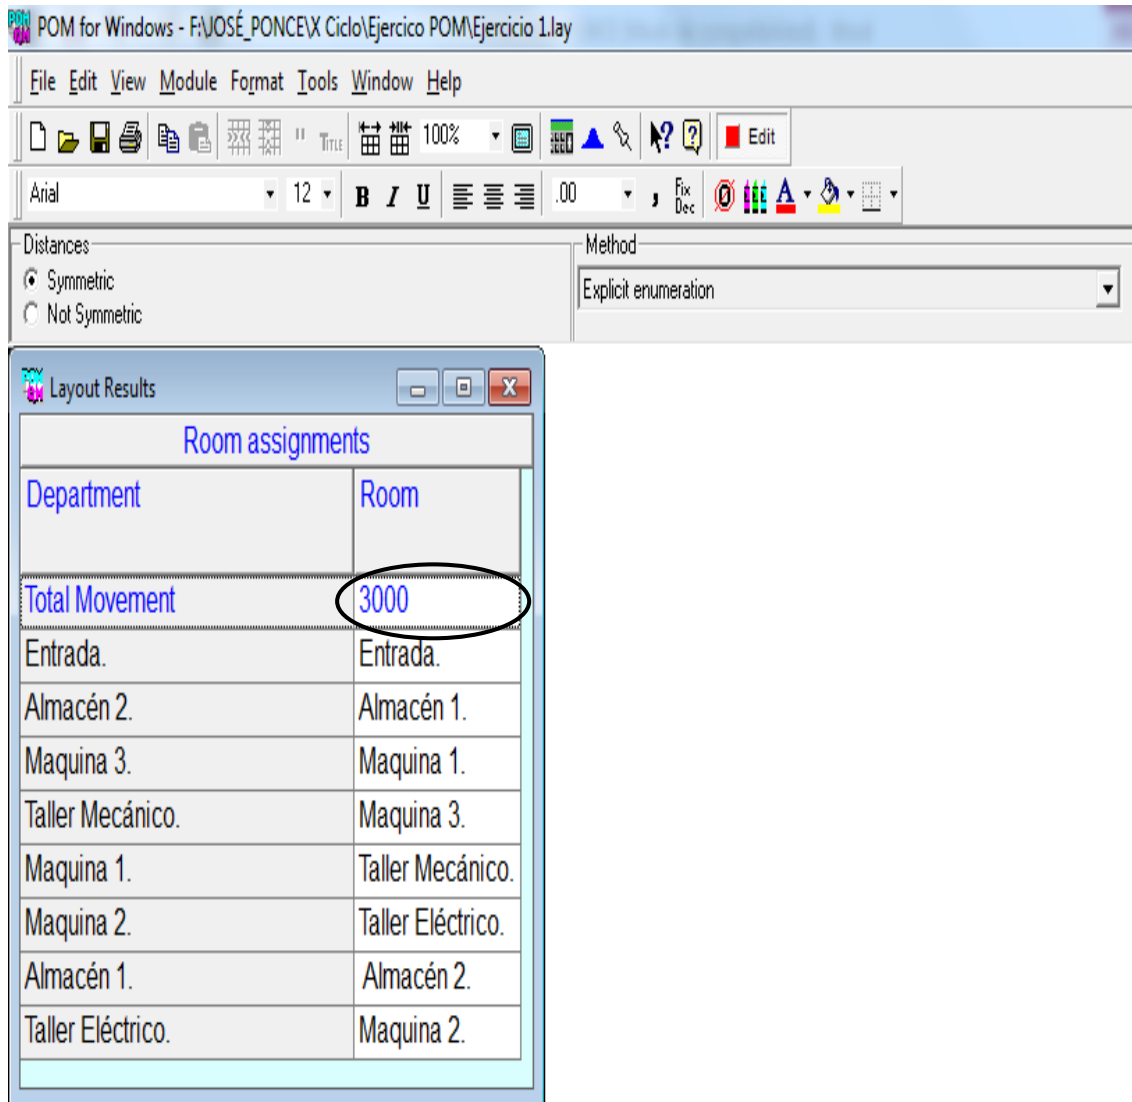 POM for Windows - F:\JOSÉ_PONCE\X Ciclo\Ejercico POM\Ejercicio 1.lay
File Edit View Module Format Tools Window Help
TITLE 100% Edit
Arial 12 B I U .00 , Fix Dec 0 A
Distances
Symmetric
Not Symmetric
Method
Explicit enumeration
Layout Results
Room assignments
Department Room
Total Movement 3000
Entrada. Entrada.
Almacén 2. Almacén 1.
Maquina 3. Maquina 1.
Taller Mecánico. Maquina 3.
Maquina 1. Taller Mecánico.
Maquina 2. Taller Eléctrico.
Almacén 1. Almacén 2.
Taller Eléctrico. Maquina 2.